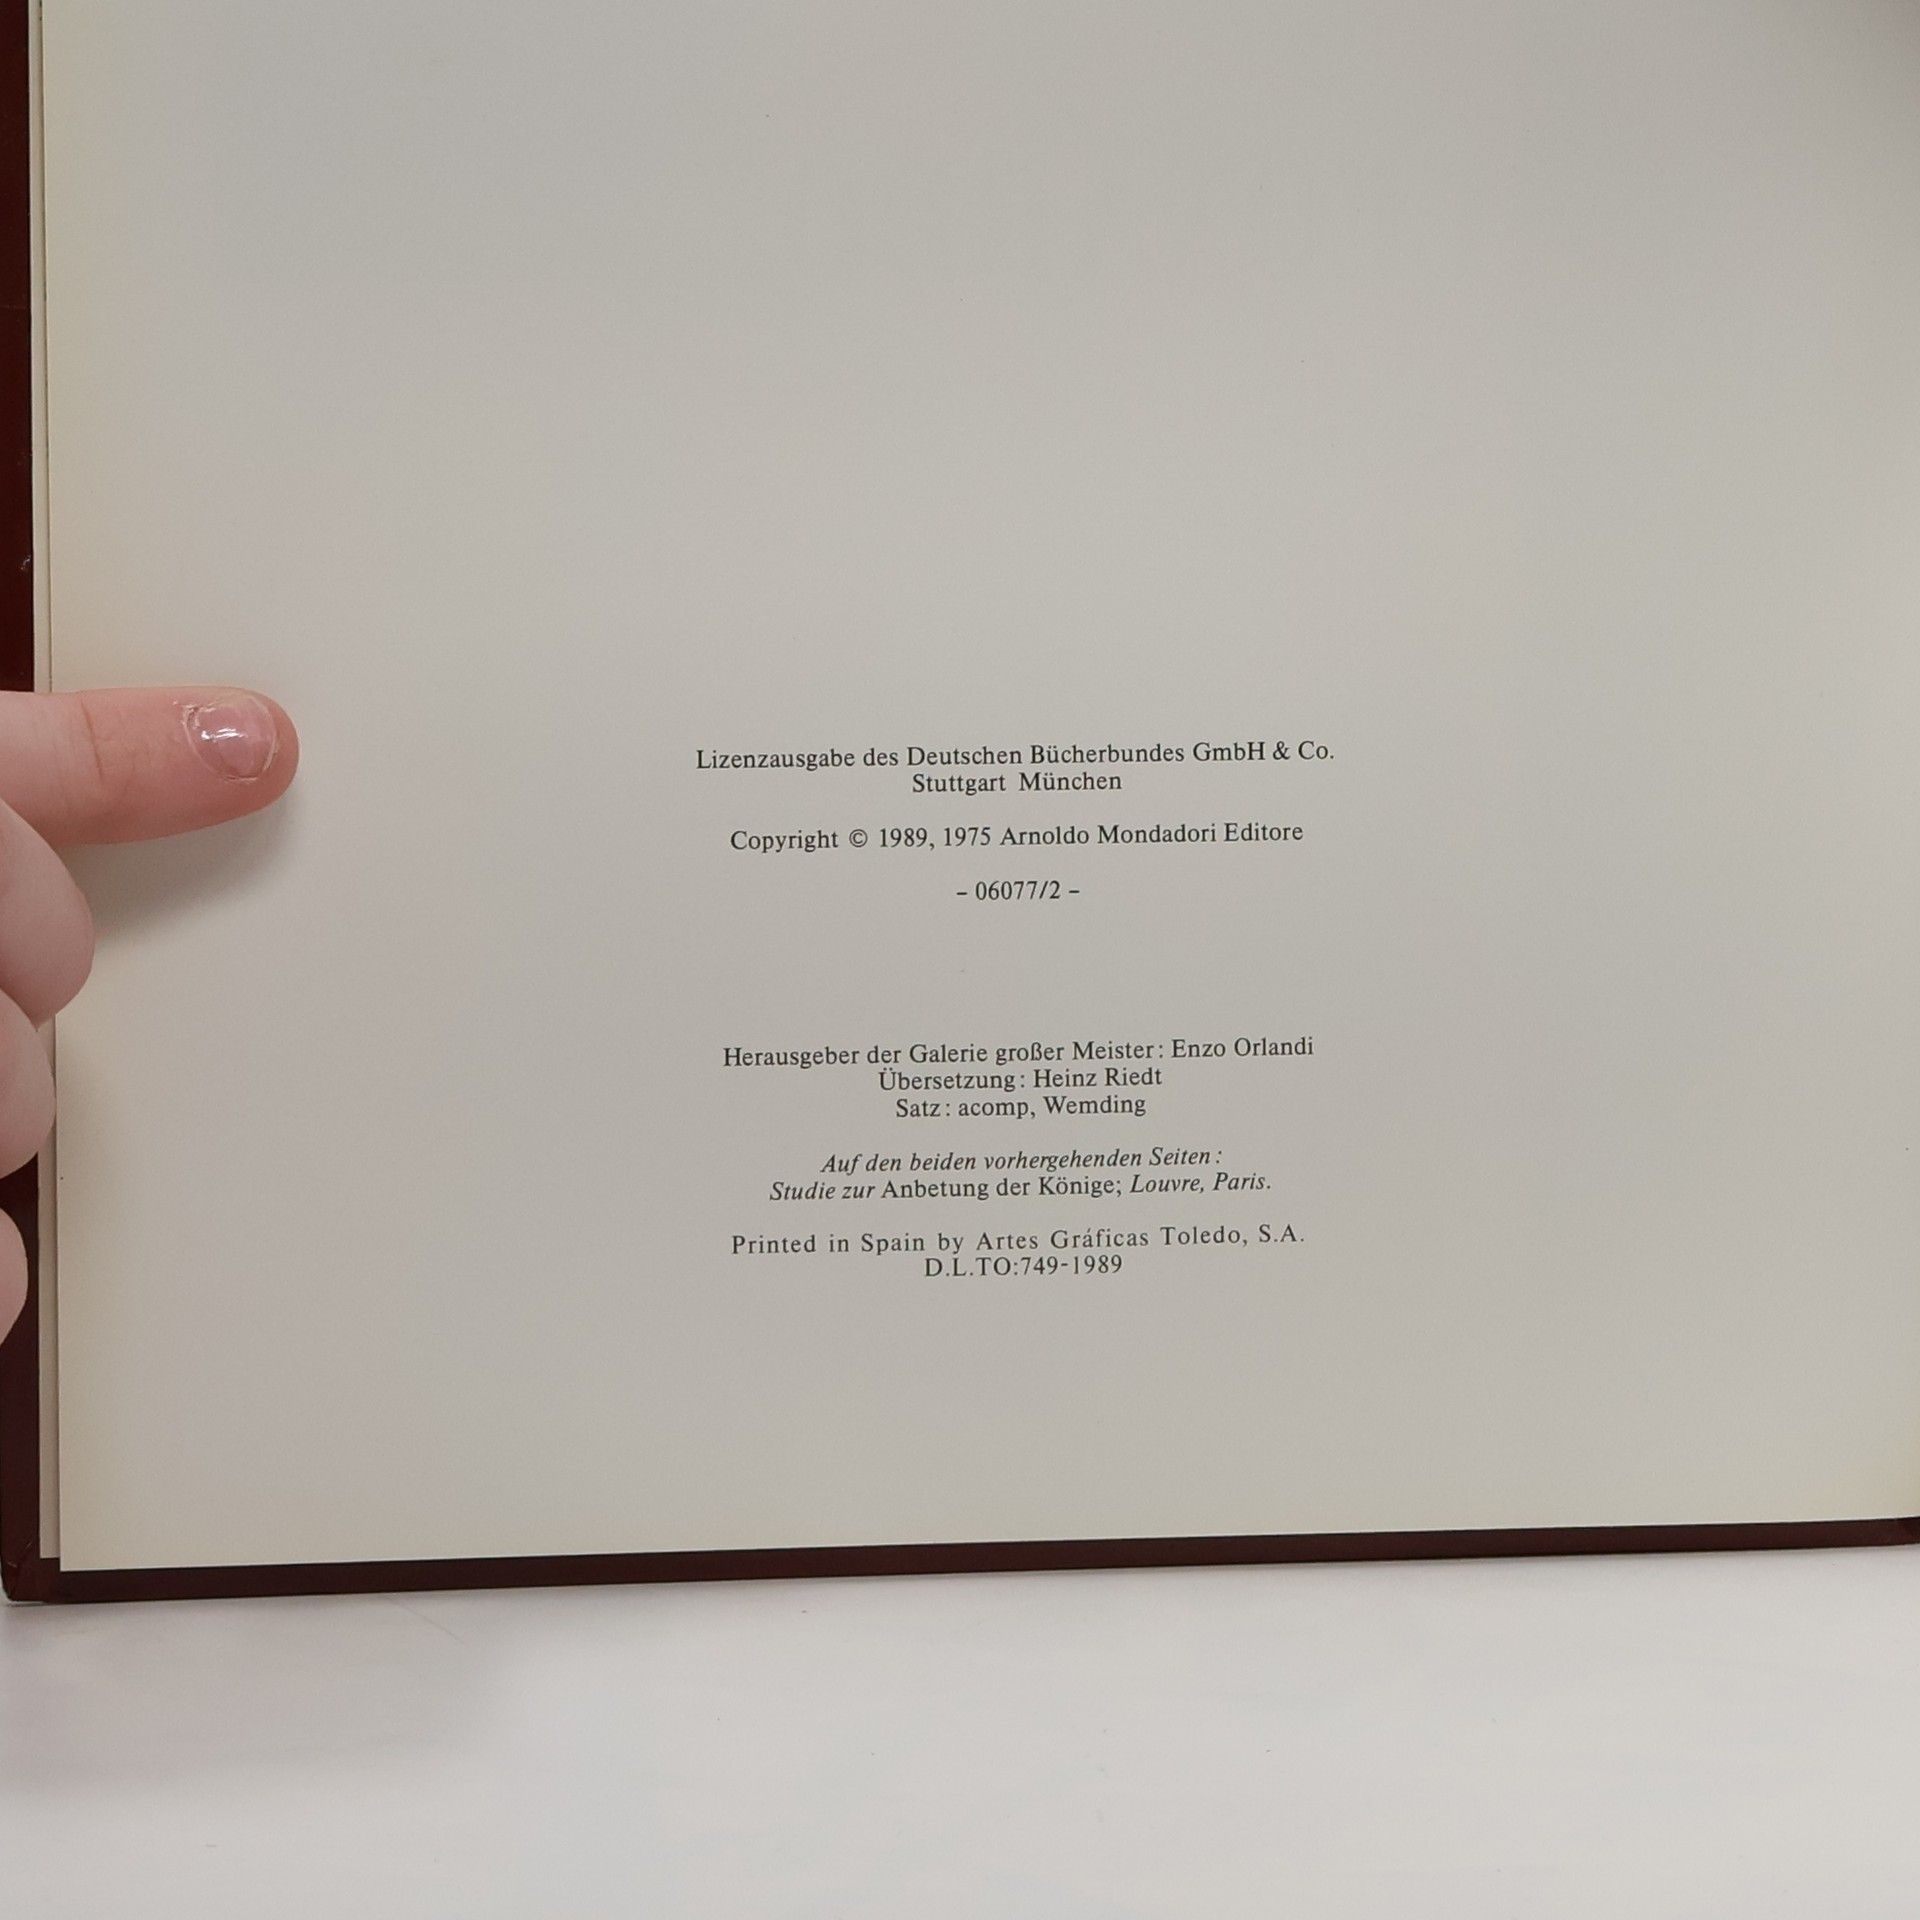 Lizenzausgabe des Deutschen Bücherbundes GmbH & Co.
Stuttgart München
Copyright © 1989, 1975 Arnoldo Mondadori Editore
– 06077/2 –
Herausgeber der Galerie großer Meister: Enzo Orlandi
Übersetzung: Heinz Riedt
Satz: acomp, Wemding
Auf den beiden vorhergehenden Seiten:
Studie zur Anbetung der Könige; Louvre, Paris.
Printed in Spain by Artes Gráficas Toledo, S.A.
D.L.TO:749-1989